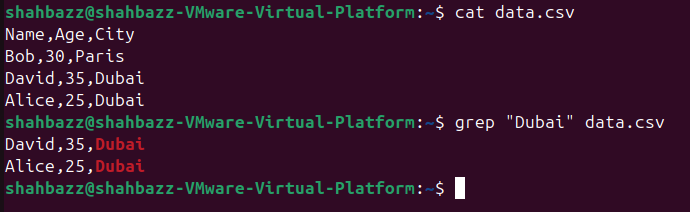 shahbazz@shahbazz-VMware-Virtual-Platform:~$ cat data.csv
Name,Age,City
Bob,30,Paris
David,35,Dubai
Alice,25,Dubai
shahbazz@shahbazz-VMware-Virtual-Platform:~$ grep "Dubai" data.csv
David,35,Dubai
Alice,25,Dubai
shahbazz@shahbazz-VMware-Virtual-Platform:~$